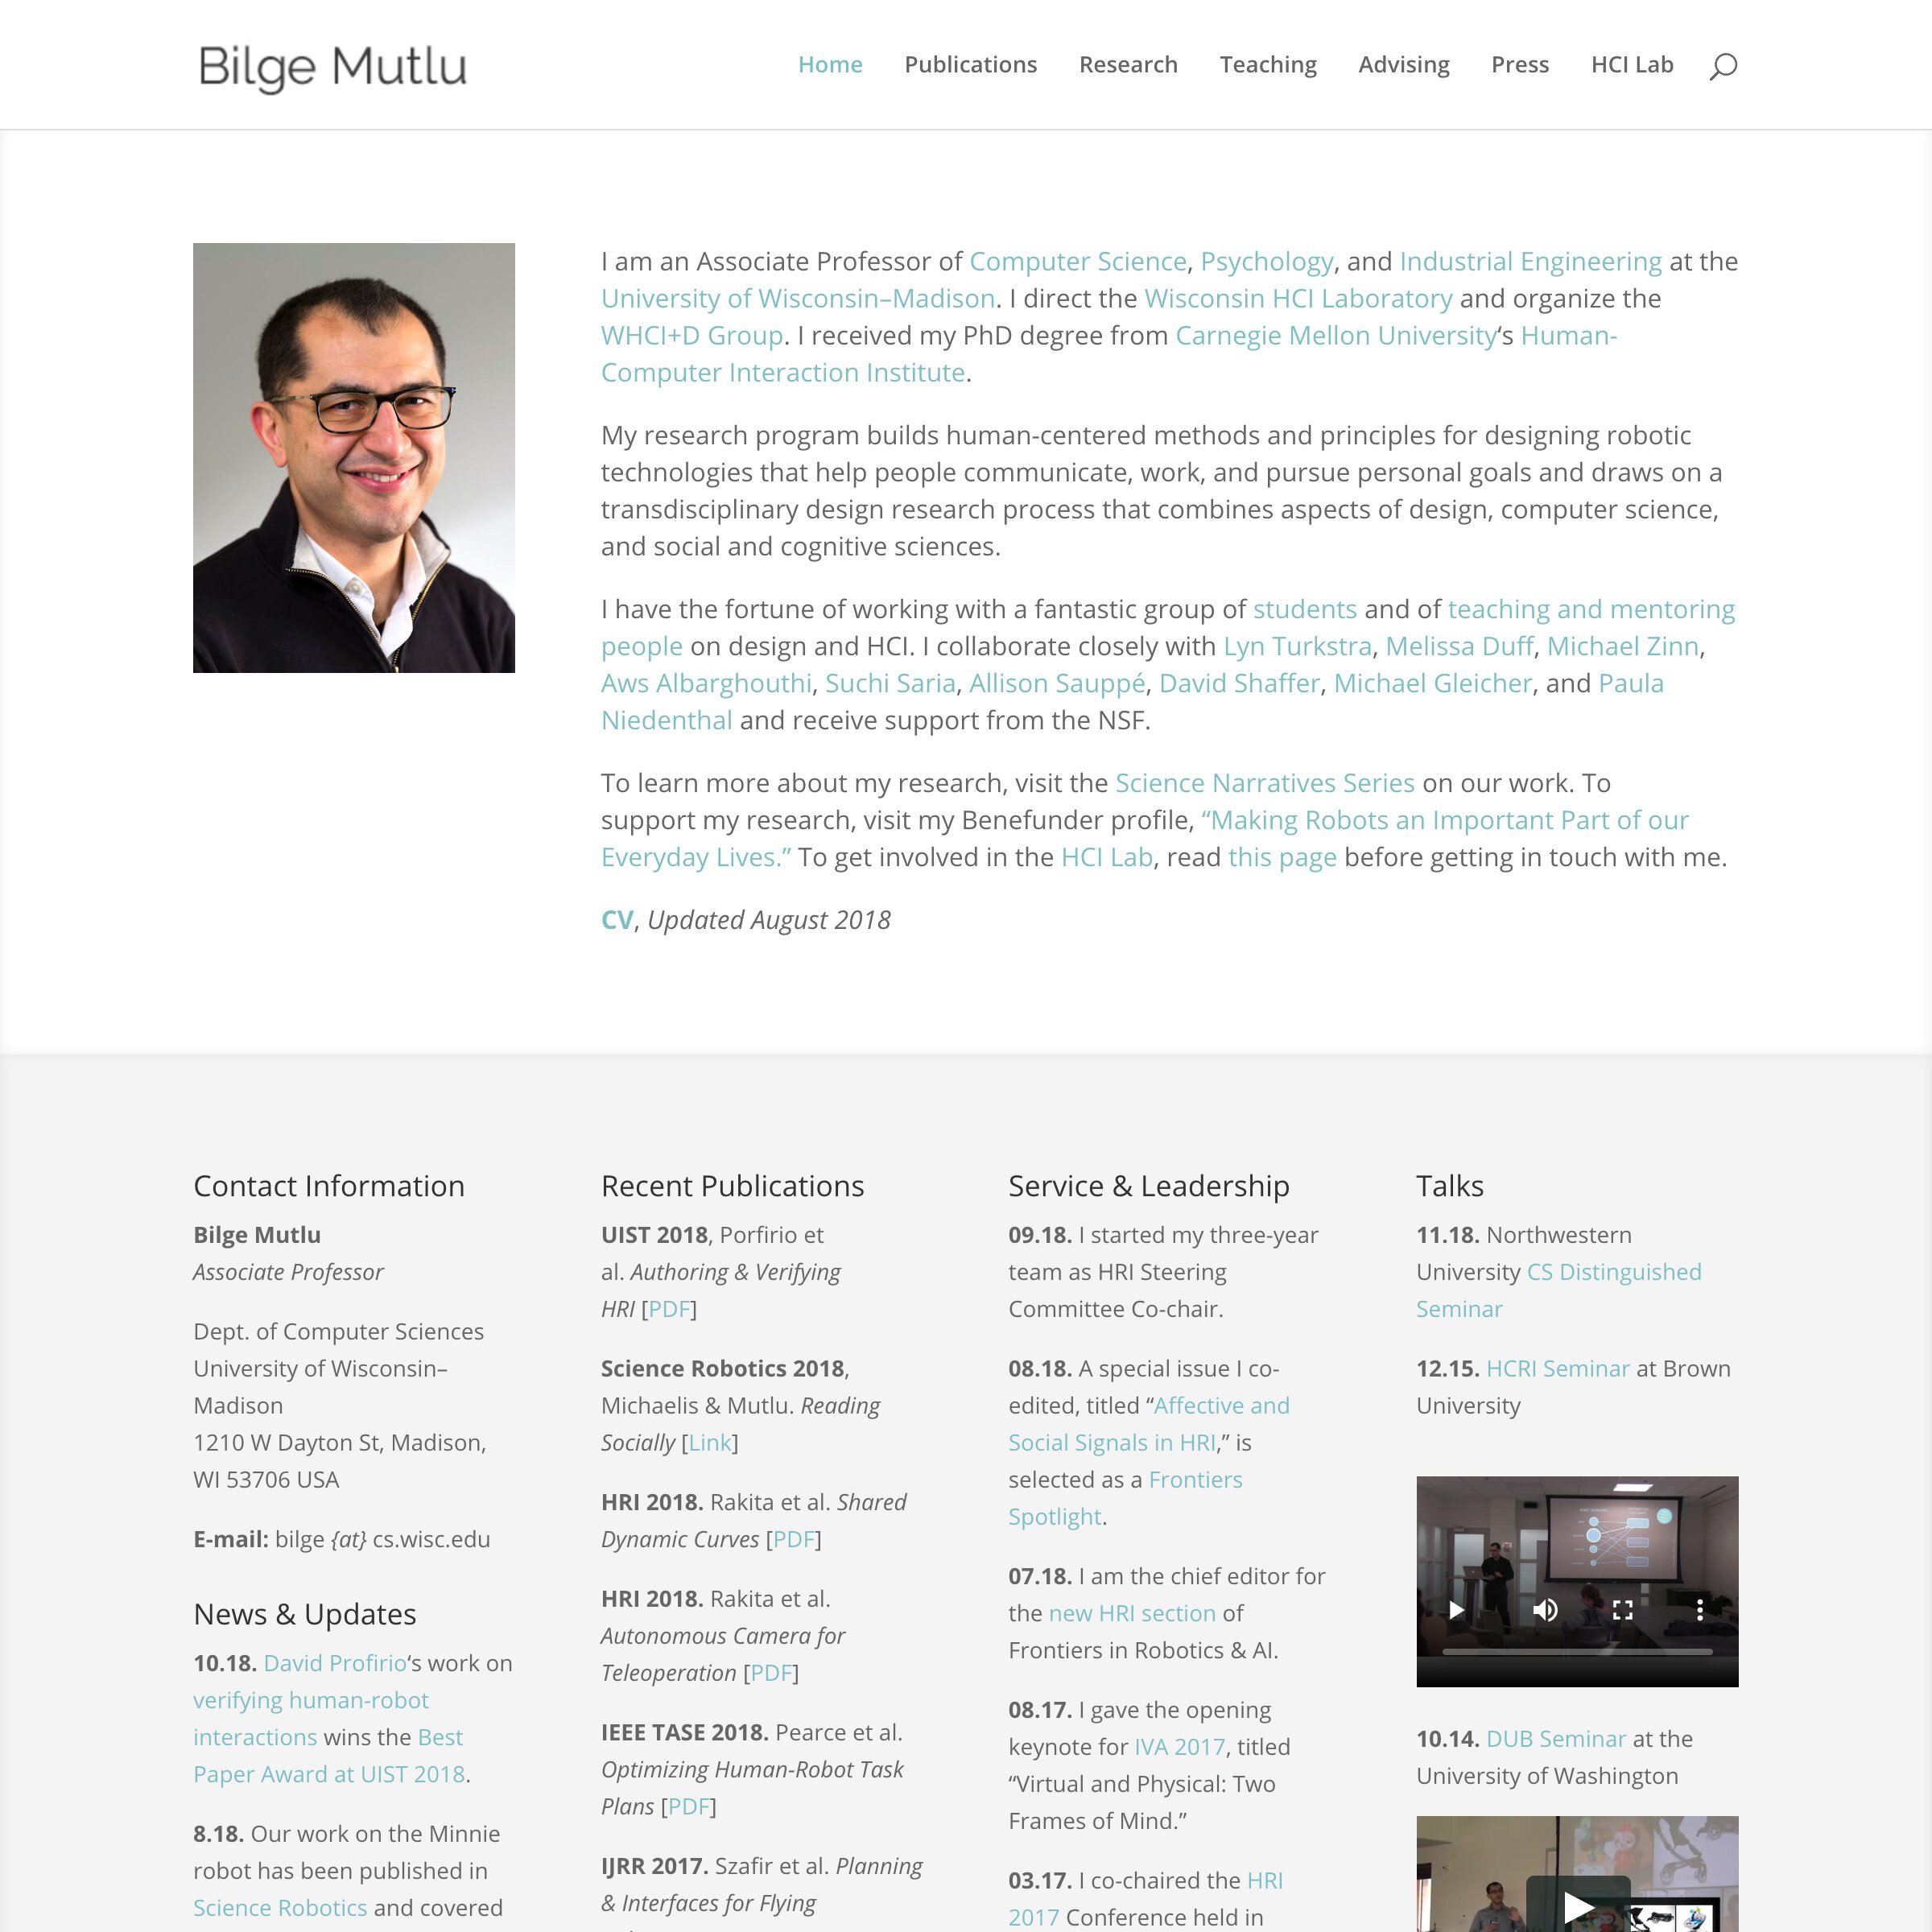 Bilge Mutlu
Home Publications Research Teaching Advising Press HCI Lab
I am an Associate Professor of Computer Science, Psychology, and Industrial Engineering at the
University of Wisconsin–Madison. I direct the Wisconsin HCI Laboratory and organize the
WHCI+D Group. I received my PhD degree from Carnegie Mellon University‘s Human-
Computer Interaction Institute.
My research program builds human-centered methods and principles for designing robotic
technologies that help people communicate, work, and pursue personal goals and draws on a
transdisciplinary design research process that combines aspects of design, computer science,
and social and cognitive sciences.
I have the fortune of working with a fantastic group of students and of teaching and mentoring
people on design and HCI. I collaborate closely with Lyn Turkstra, Melissa Duff, Michael Zinn,
Aws Albarghouthi, Suchi Saria, Allison Sauppé, David Shaffer, Michael Gleicher, and Paula
Niedenthal and receive support from the NSF.
To learn more about my research, visit the Science Narratives Series on our work. To
support my research, visit my Benefunder profile, “Making Robots an Important Part of our
Everyday Lives.” To get involved in the HCI Lab, read this page before getting in touch with me.
CV, Updated August 2018
Contact Information
Bilge Mutlu
Associate Professor
Dept. of Computer Sciences
University of Wisconsin–
Madison
1210 W Dayton St, Madison,
WI 53706 USA
E-mail: bilge {at} cs.wisc.edu
News & Updates
10.18. David Profirio‘s work on
verifying human-robot
interactions wins the Best
Paper Award at UIST 2018.
8.18. Our work on the Minnie
robot has been published in
Science Robotics and covered
Recent Publications
UIST 2018, Porfirio et
al. Authoring & Verifying
HRI [PDF]
Science Robotics 2018,
Michaelis & Mutlu. Reading
Socially [Link]
HRI 2018. Rakita et al. Shared
Dynamic Curves [PDF]
HRI 2018. Rakita et al.
Autonomous Camera for
Teleoperation [PDF]
IEEE TASE 2018. Pearce et al.
Optimizing Human-Robot Task
Plans [PDF]
IJRR 2017. Szafir et al. Planning
& Interfaces for Flying
Service & Leadership
09.18. I started my three-year
team as HRI Steering
Committee Co-chair.
08.18. A special issue I co-
edited, titled “Affective and
Social Signals in HRI,” is
selected as a Frontiers
Spotlight.
07.18. I am the chief editor for
the new HRI section of
Frontiers in Robotics & AI.
08.17. I gave the opening
keynote for IVA 2017, titled
“Virtual and Physical: Two
Frames of Mind.”
03.17. I co-chaired the HRI
2017 Conference held in
Talks
11.18. Northwestern
University CS Distinguished
Seminar
12.15. HCRI Seminar at Brown
University
10.14. DUB Seminar at the
University of Washington